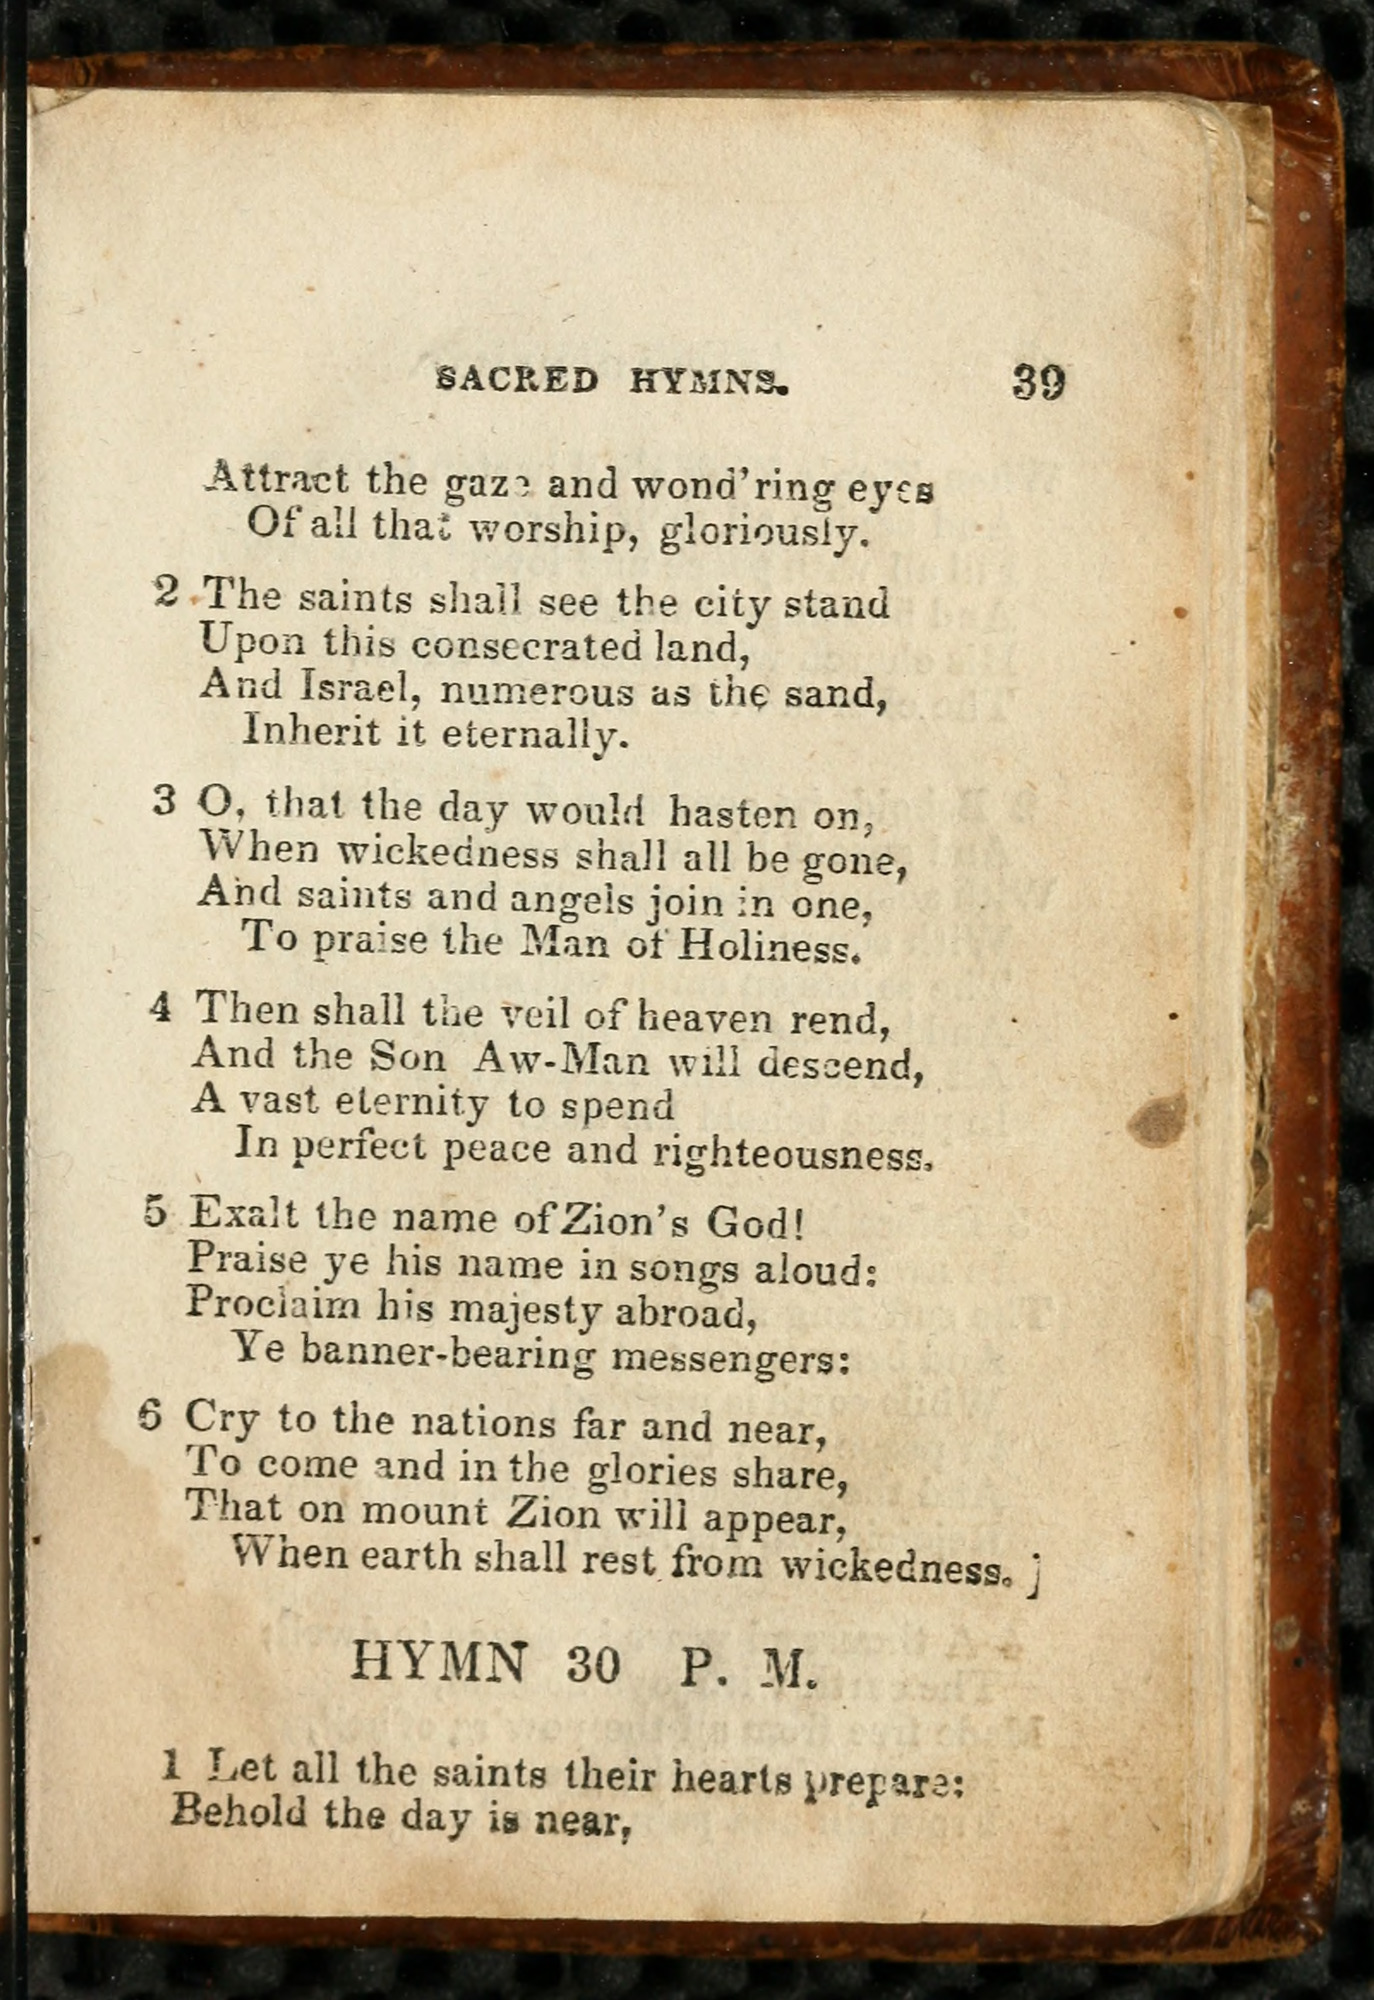 SACRED HYMNS. 39
Attract the gaze and wond'ring eyes
Of all that worship, gloriously.
2 The saints shall see the city stand
Upon this consecrated land,
And Israel, numerous as the sand,
Inherit it eternally.
3 O, that the day would hasten on,
When wickedness shall all be gone,
And saints and angels join in one,
To praise the Man of Holiness.
4 Then shall the veil of heaven rend,
And the Son Aw-Man will descend,
A vast eternity to spend
In perfect peace and righteousness.
5 Exalt the name of Zion's God!
Praise ye his name in songs aloud:
Proclaim his majesty abroad,
Ye banner-bearing messengers:
6 Cry to the nations far and near,
To come and in the glories share,
That on mount Zion will appear,
When earth shall rest from wickedness. j
HYMN 30 P. M.
1 Let all the saints their hearts prepare:
Behold the day is near,